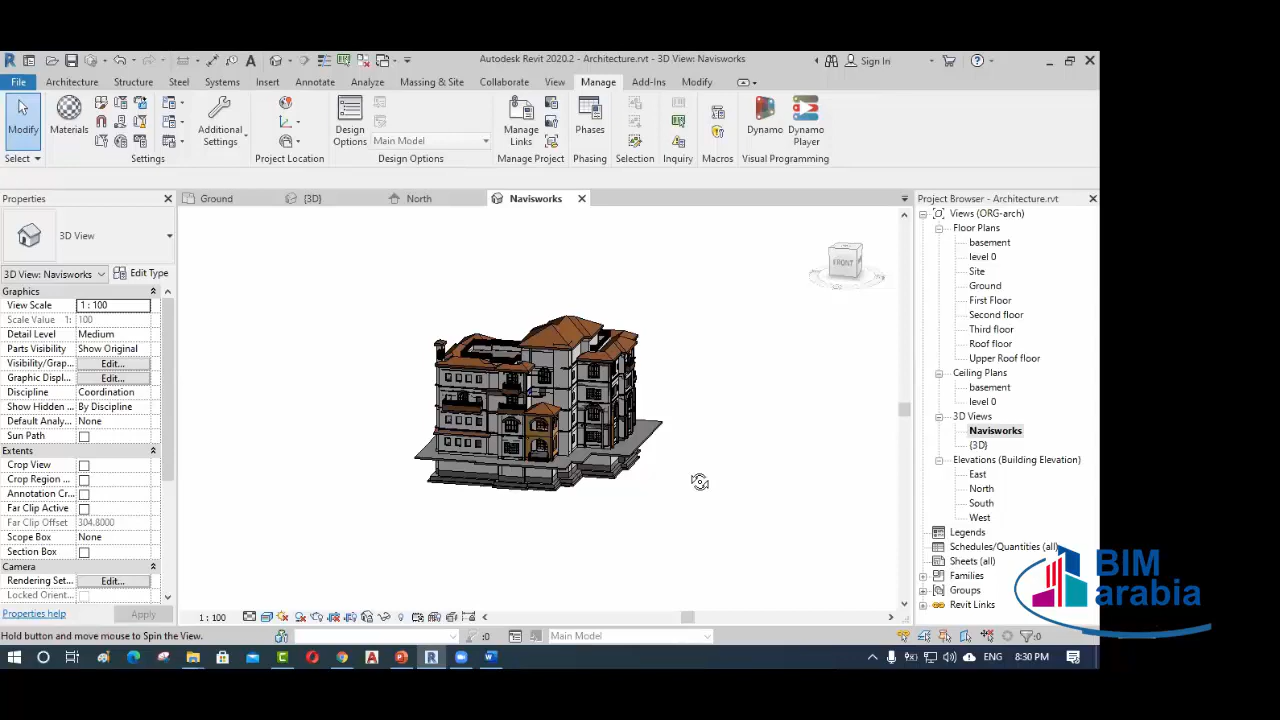 Autodesk Revit 2020.2 - Architecture.rvt - 3D View: Navisworks
Sign In
File Architecture Structure Steel Systems Insert Annotate Analyze Massing & Site Collaborate View Manage Add-Ins Modify
Modify
Materials
Additional Settings
Design Options
Main Model
Manage Links
Phases
Dynamo
Dynamo Player
Select Settings Project Location Design Options Manage Project Phasing Selection Inquiry Macros Visual Programming
Properties
Ground {3D} North Navisworks
3D View
3D View: Navisworks Edit Type
Graphics
View Scale 1 : 100
Scale Value 1: 100
Detail Level Medium
Parts Visibility Show Original
Visibility/Grap... Edit...
Graphic Displ... Edit...
Discipline Coordination
Show Hidden ... By Discipline
Default Analy... None
Sun Path
Extents
Crop View
Crop Region ...
Annotation Cr...
Far Clip Active
Far Clip Offset 304.8000
Scope Box None
Section Box
Camera
Rendering Set... Edit...
Locked Orient...
Properties help Apply
FRONT
1 : 100
Project Browser - Architecture.rvt
Views (ORG-arch)
Floor Plans
basement
level 0
Site
Ground
First Floor
Second floor
Third floor
Roof floor
Upper Roof floor
Ceiling Plans
basement
level 0
3D Views
Navisworks
{3D}
Elevations (Building Elevation)
East
North
South
West
Legends
Schedules/Quantities (all)
Sheets (all)
Families
Groups
Revit Links
BIM
arabia
Hold button and move mouse to Spin the View.
:0
Main Model
:0
ENG 8:30 PM